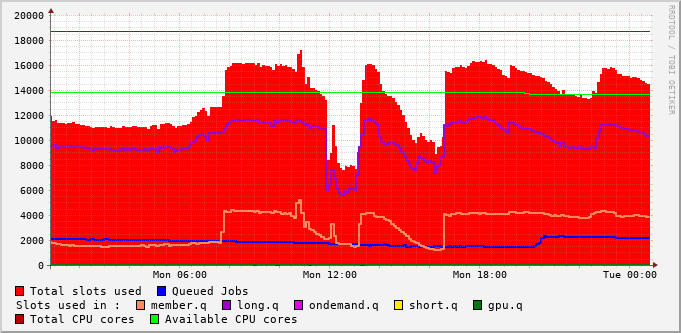 20000
18000
16000
14000
12000
10000
8000
6000
4000
2000
0
Mon 06:00 Mon 12:00 Mon 18:00 Tue 00:00
RRDTOOL / TOBI OETIKER
Total slots used Queued Jobs
Slots used in : member.q long.q ondemand.q short.q gpu.q
Total CPU cores Available CPU cores